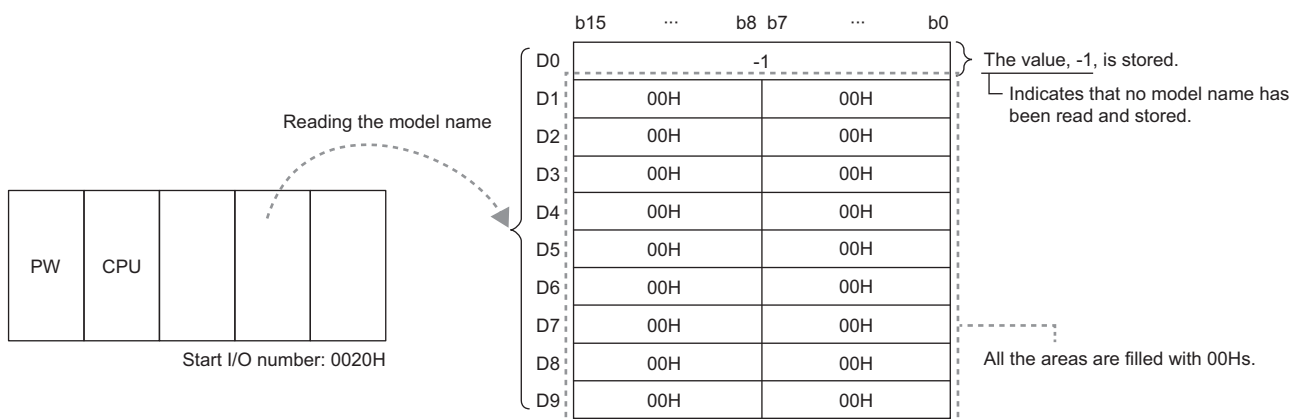 b15 ··· b8 b7 ··· b0
D0 -1
The value, -1, is stored.
Indicates that no model name has
been read and stored.
D1 00H 00H
Reading the model name
D2 00H 00H
D3 00H 00H
D4 00H 00H
D5 00H 00H
PW CPU
D6 00H 00H
D7 00H 00H
Start I/O number: 0020H
D8 00H 00H
All the areas are filled with 00Hs.
D9 00H 00H